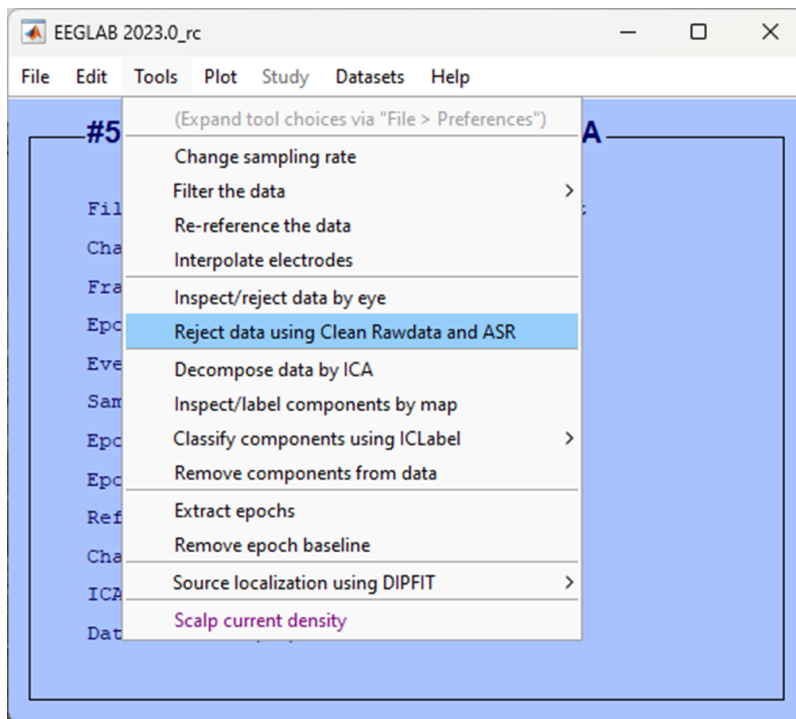 EEGLAB 2023.0_rc
File Edit Tools Plot Study Datasets Help
(Expand tool choices via "File > Preferences")
#5 A
Change sampling rate
Filter the data
Re-reference the data
Interpolate electrodes
Inspect/reject data by eye
Reject data using Clean Rawdata and ASR
Decompose data by ICA
Inspect/label components by map
Classify components using ICLabel
Remove components from data
Extract epochs
Remove epoch baseline
Source localization using DIPFIT
Scalp current density
Fil
Cha
Fra
Epo
Eve
Sam
Epo
Epo
Ref
Cha
ICA
Dat